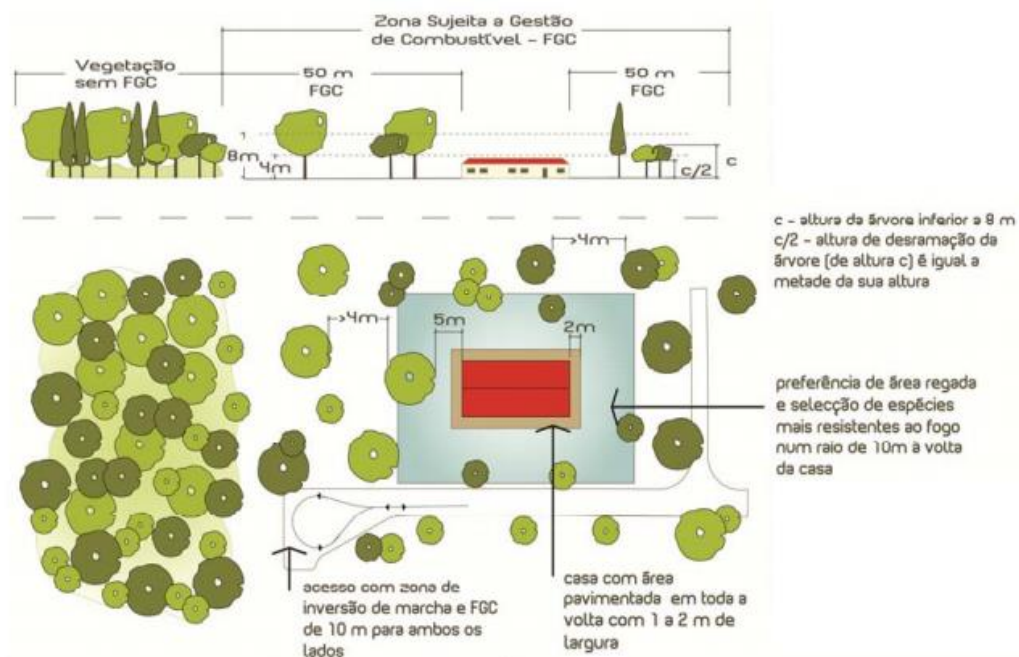 Zona Sujeita a Gestão
de Combustível - FGC
Vegetação
sem FGC
50 m
FGC
50 m
FGC
8m
4m
c/2
c
c - altura da árvore inferior a 8 m
c/2 - altura de desramação da
árvore (de altura c) é igual a
metade da sua altura
>4m
>4m
5m
2m
preferência de área regada
e selecção de espécies
mais resistentes ao fogo
num raio de 10m à volta
da casa
acesso com zona de
inversão de marcha e FGC
de 10 m para ambos os
lados
casa com área
pavimentada em toda a
volta com 1 a 2 m de
largura